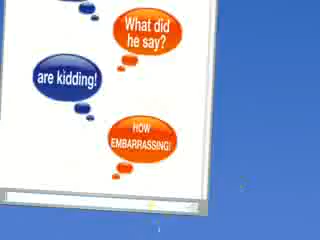 What did
he say?
are kidding!
HOW
EMBARRASSING!